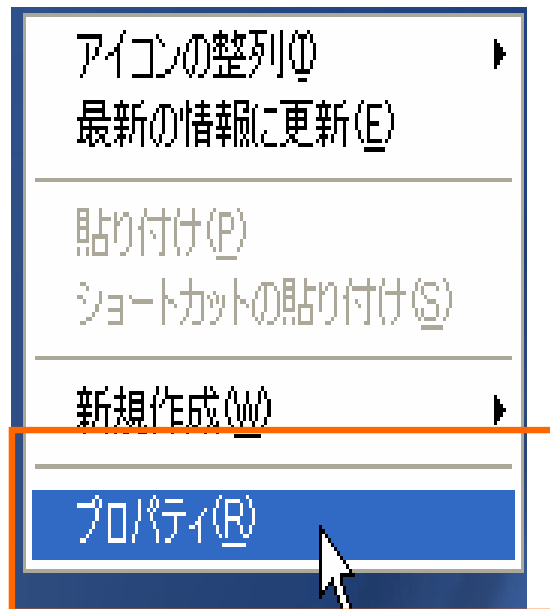 アイコンの整列(I)
最新の情報に更新(E)
貼り付け(P)
ショートカットの貼り付け(S)
新規作成(W)
プロパティ(R)